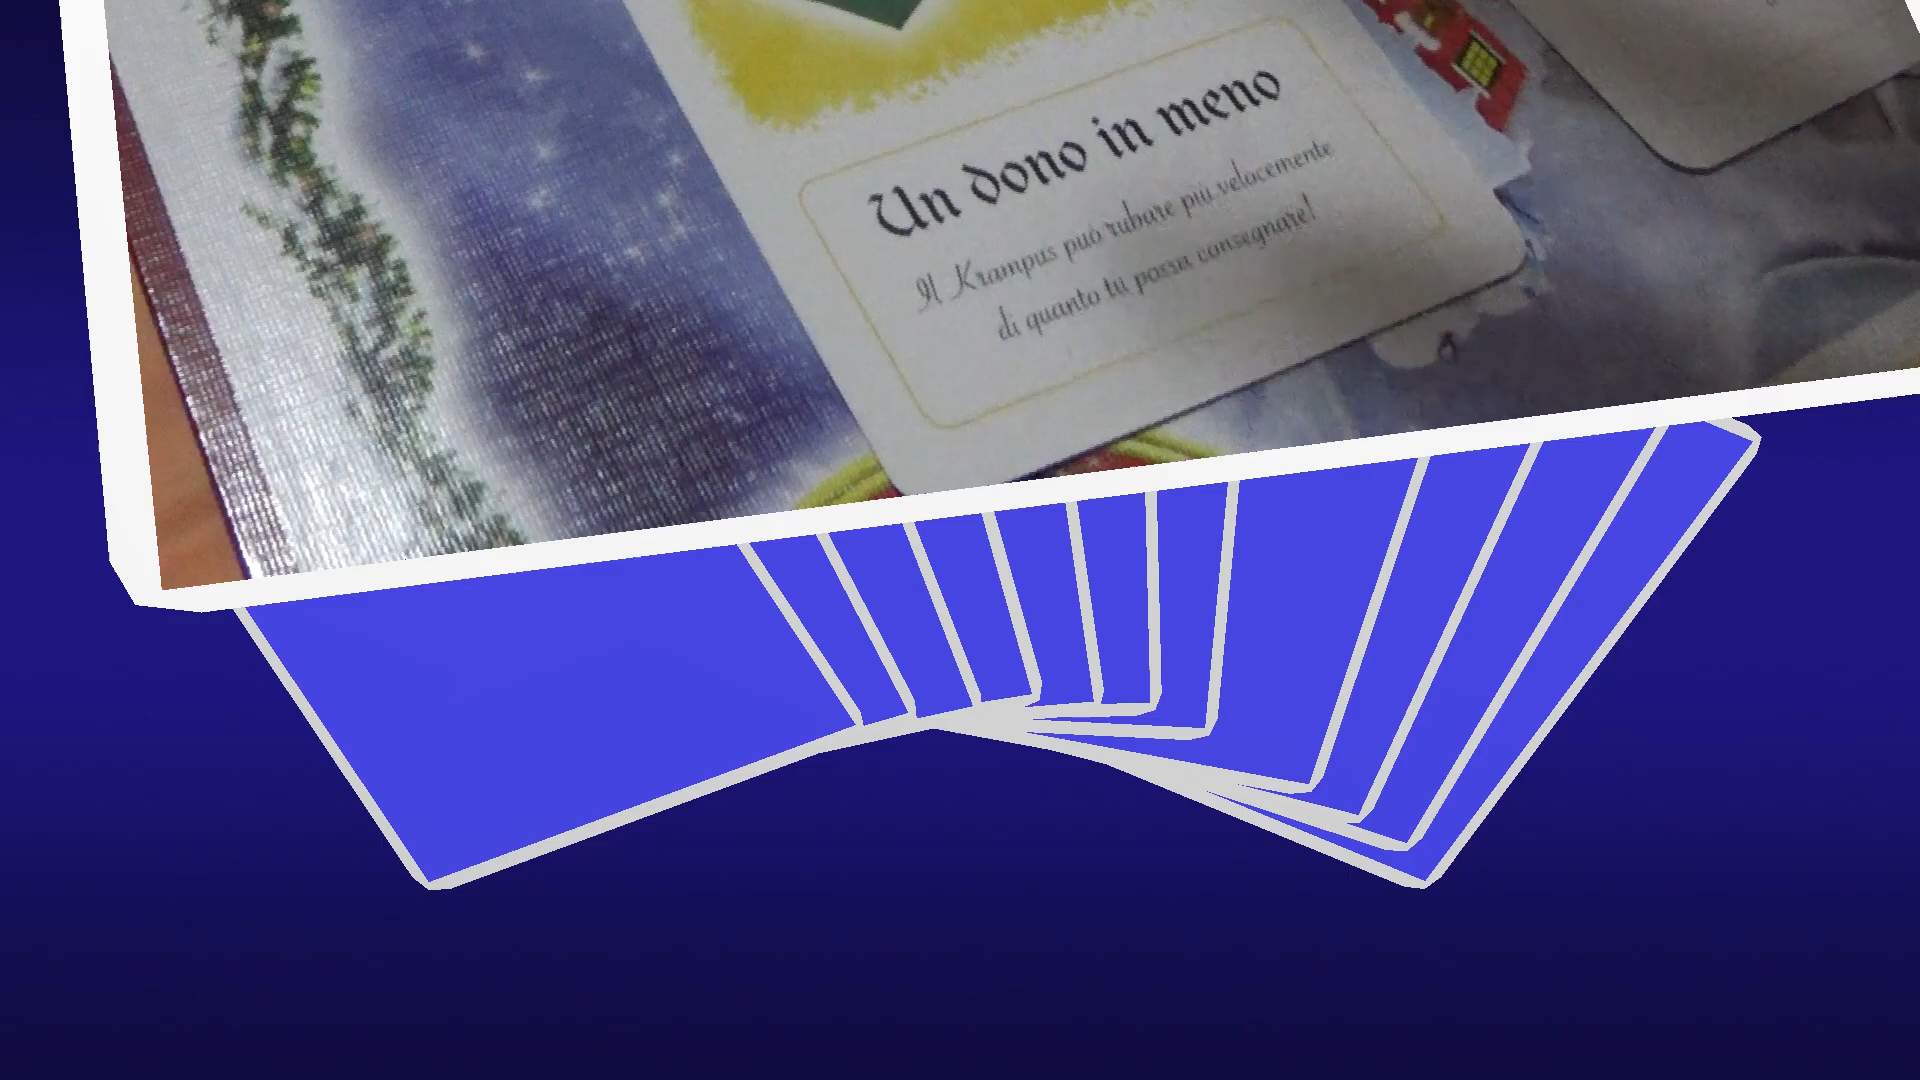 Un dono in meno
Il Krampus può rubare più velocemente
di quanto tu possa consegnare!